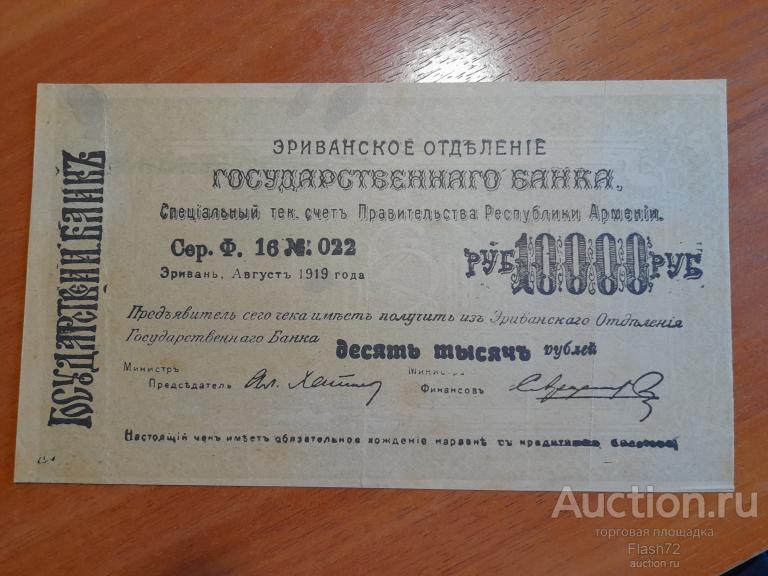 ЭРИВАНСКОЕ ОТДѢЛЕНІЕ
ГОСУДАРСТВЕННАГО БАНКА,
Спеціальный тек. счетъ Правительства Республики Арменіи.
Сер. Ф. 16 №: 022
РУБ 10000 РУБ
Эривань, Августъ 1919 года
Предъявитель сего чека имѣетъ получить изъ Эриванскаго Отдѣленія
Государственнаго Банка десять тысячъ рублей
Министръ
Предсѣдатель
Финансовъ
Настоящій чекъ имѣетъ обязательное хожденіе наравнѣ съ
ГОСУДАРСТВЕННЫЙ БАНКЪ
Auction.ru
торговая площадка
Flash72
auction.ru